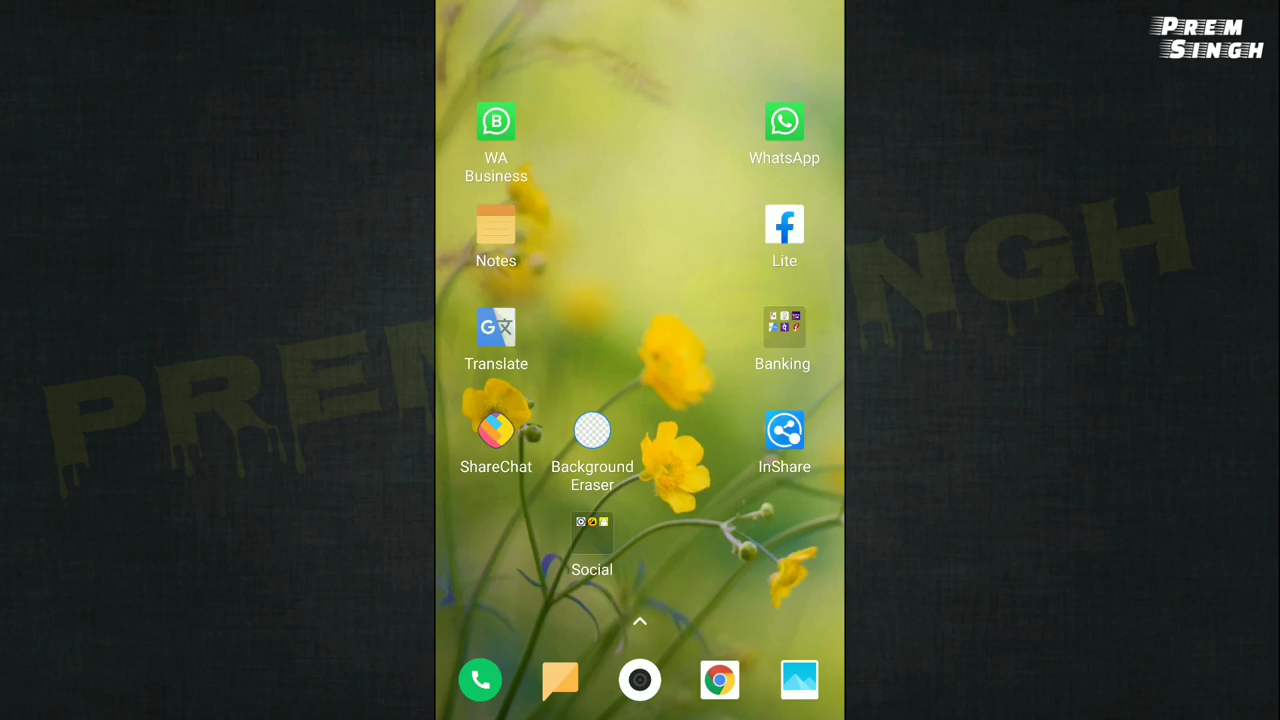 PREM
SINGH
WA
Business
WhatsApp
Notes
Lite
Translate
Banking
ShareChat
Background
Eraser
InShare
Social